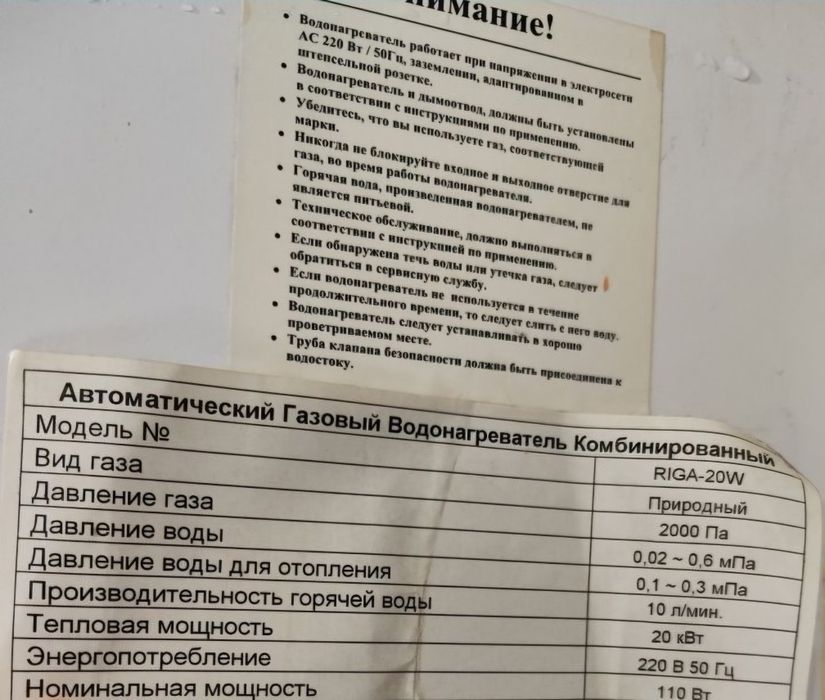 нимание!
• Водонагреватель работает при напряжении в электросети
AC 220 Вт / 50Гц, заземлении, адаптированном в
штепсельной розетке.
• Водонагреватель и дымоотвод, должны быть установлены
в соответствии с инструкциями по применению.
• Убедитесь, что вы используете газ, соответствующей
марки.
• Никогда не блокируйте входное и выходное отверстие для
газа, во время работы водонагревателя.
• Горячая вода, произведенная водонагревателем, не
является питьевой.
• Техническое обслуживание, должно выполняться в
соответствии с инструкцией по применению.
• Если обнаружена течь воды или утечка газа, следует
обратиться в сервисную службу.
• Если водонагреватель не используется в течение
продолжительного времени, то следует слить с него воду.
• Водонагреватель следует устанавливать в хорошо
проветриваемом месте.
• Труба клапана безопасности должна быть присоединена к
водостоку.
Автоматический Газовый Водонагреватель Комбинированный
Модель № RIGA-20W
Вид газа Природный
Давление газа 2000 Па
Давление воды 0,02 ~ 0,6 мПа
Давление воды для отопления 0,1 ~ 0,3 мПа
Производительность горячей воды 10 л/мин.
Тепловая мощность 20 кВт
Энергопотребление 220 В 50 Гц
Номинальная мощность 110 Вт